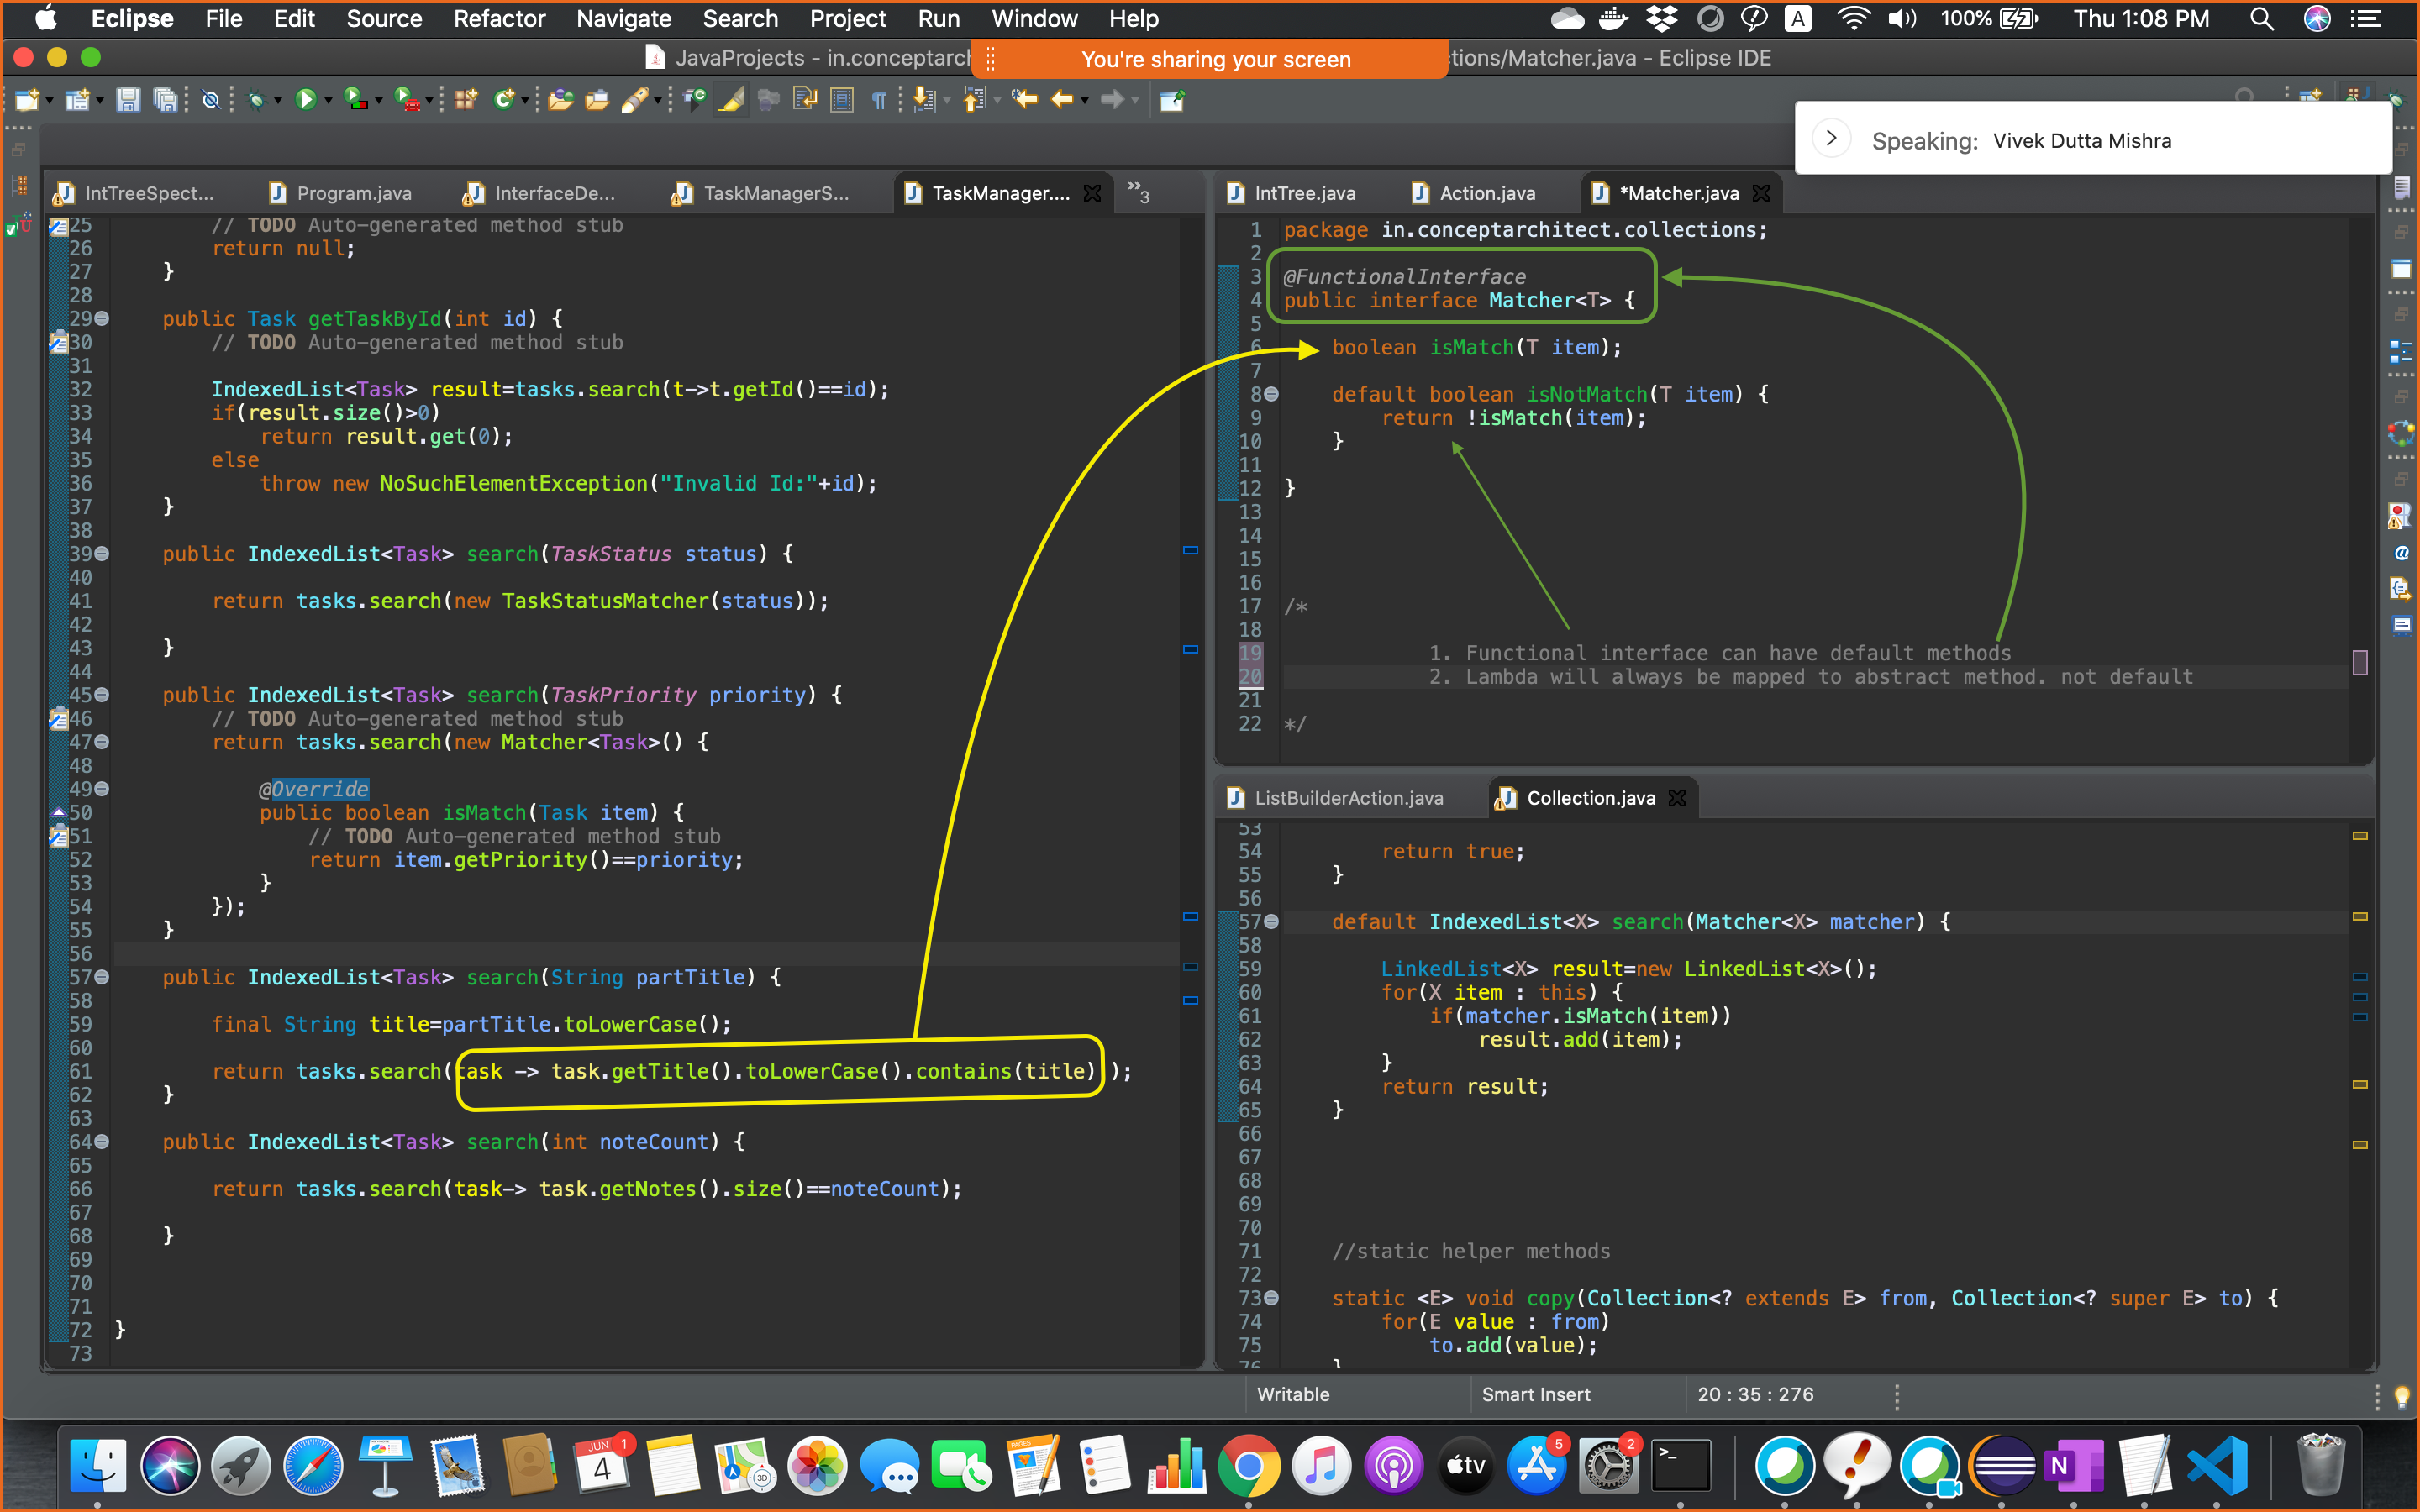 Eclipse File Edit Source Refactor Navigate Search Project Run Window Help A 100% Thu 1:08 PM
JavaProjects - in.conceptarch
You're sharing your screen
tions/Matcher.java - Eclipse IDE
Speaking: Vivek Dutta Mishra
IntTreeSpect... Program.java InterfaceDe... TaskManagerS... TaskManager.... »3
25 // TODO Auto-generated method stub
26 return null;
27 }
28
29 public Task getTaskById(int id) {
30 // TODO Auto-generated method stub
31
32 IndexedList<Task> result=tasks.search(t->t.getId()==id);
33 if(result.size()>0)
34 return result.get(0);
35 else
36 throw new NoSuchElementException("Invalid Id:"+id);
37 }
38
39 public IndexedList<Task> search(TaskStatus status) {
40
41 return tasks.search(new TaskStatusMatcher(status));
42
43 }
44
45 public IndexedList<Task> search(TaskPriority priority) {
46 // TODO Auto-generated method stub
47 return tasks.search(new Matcher<Task>() {
48
49 @Override
50 public boolean isMatch(Task item) {
51 // TODO Auto-generated method stub
52 return item.getPriority()==priority;
53 }
54 });
55 }
56
57 public IndexedList<Task> search(String partTitle) {
58
59 final String title=partTitle.toLowerCase();
60
61 return tasks.search(task -> task.getTitle().toLowerCase().contains(title) );
62 }
63
64 public IndexedList<Task> search(int noteCount) {
65
66 return tasks.search(task-> task.getNotes().size()==noteCount);
67
68 }
69
70
71
72 }
73
IntTree.java Action.java *Matcher.java
1 package in.conceptarchitect.collections;
2
3 @FunctionalInterface
4 public interface Matcher<T> {
5
6 boolean isMatch(T item);
7
8 default boolean isNotMatch(T item) {
9 return !isMatch(item);
10 }
11
12 }
13
14
15
16
17 /*
18
19 1. Functional interface can have default methods
20 2. Lambda will always be mapped to abstract method. not default
21
22 */
ListBuilderAction.java Collection.java
53
54 return true;
55 }
56
57 default IndexedList<X> search(Matcher<X> matcher) {
58
59 LinkedList<X> result=new LinkedList<X>();
60 for(X item : this) {
61 if(matcher.isMatch(item))
62 result.add(item);
63 }
64 return result;
65 }
66
67
68
69
70
71 //static helper methods
72
73 static <E> void copy(Collection<? extends E> from, Collection<? super E> to) {
74 for(E value : from)
75 to.add(value);
76 }
Writable Smart Insert 20 : 35 : 276
JUN 4 1 3D PAGES tv 5 2 >_ N